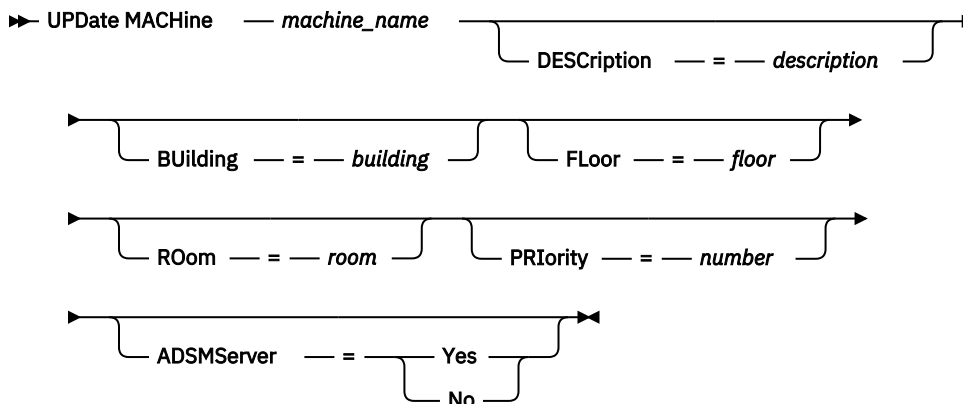 UPDate MACHine machine_name
DESCription = description
BUilding = building FLoor = floor
ROom = room PRIority = number
ADSMServer = Yes
No